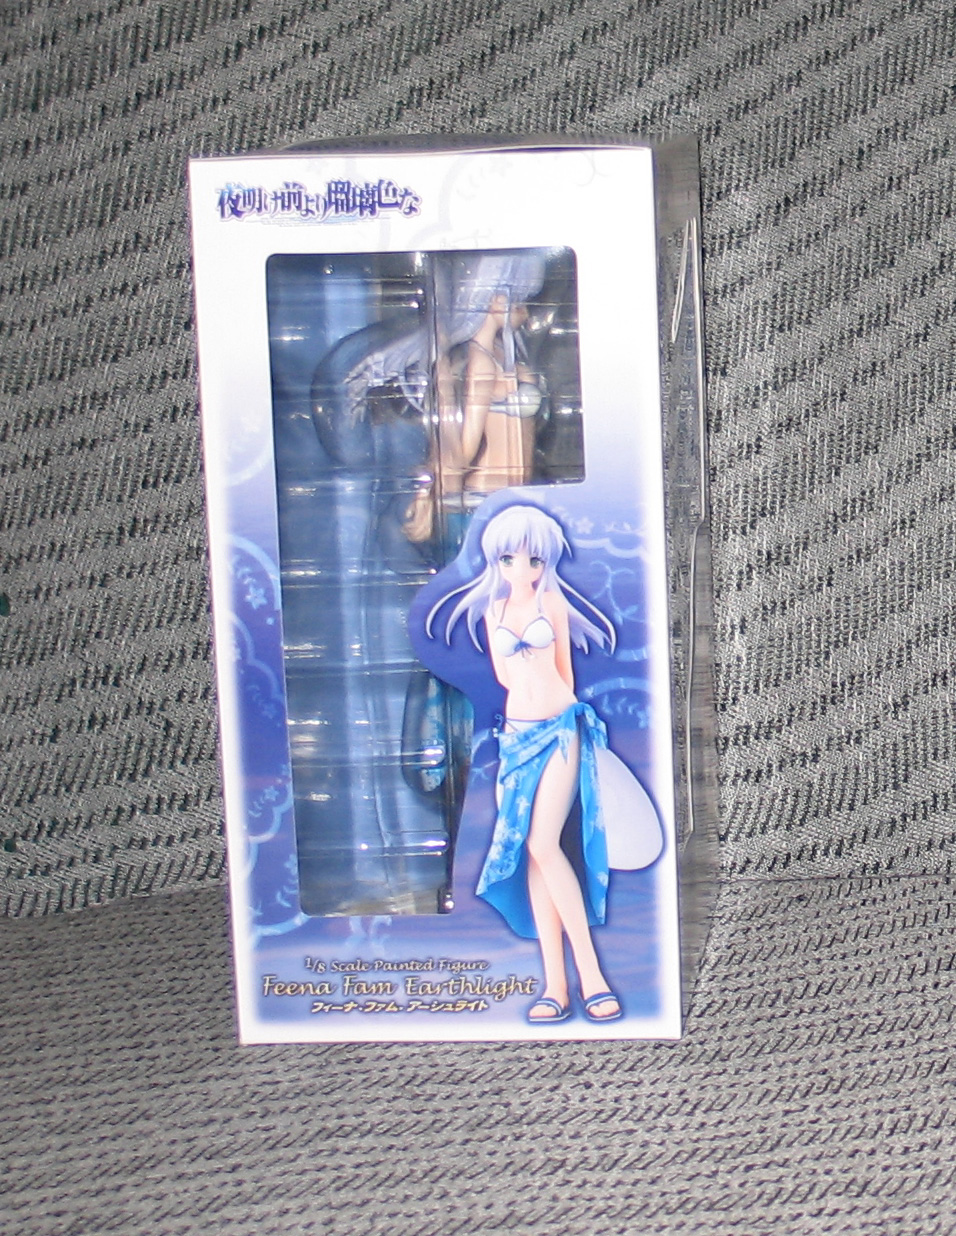 夜明け前より瑠璃色な
1/8 Scale Painted Figure
Feena Fam Earthlight
フィーナ・ファム・アーシュライト